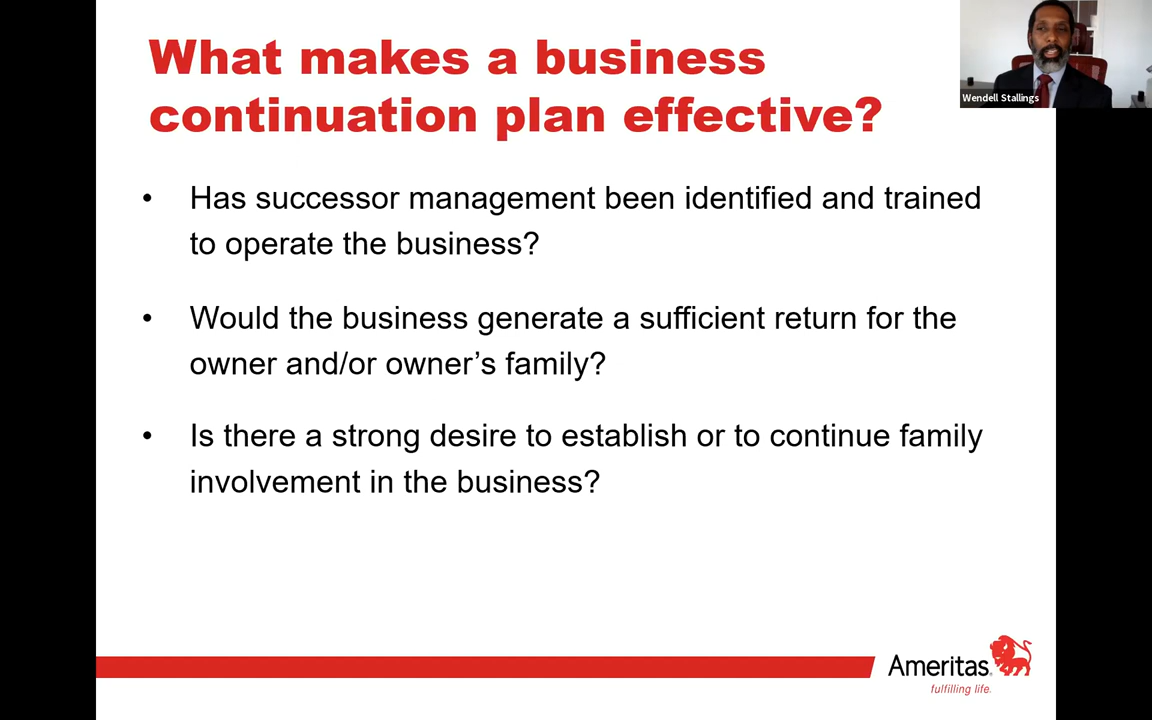 What makes a business
continuation plan effective?
Wendell Stallings
• Has successor management been identified and trained
to operate the business?
• Would the business generate a sufficient return for the
owner and/or owner’s family?
• Is there a strong desire to establish or to continue family
involvement in the business?
Ameritas
fulfilling life.